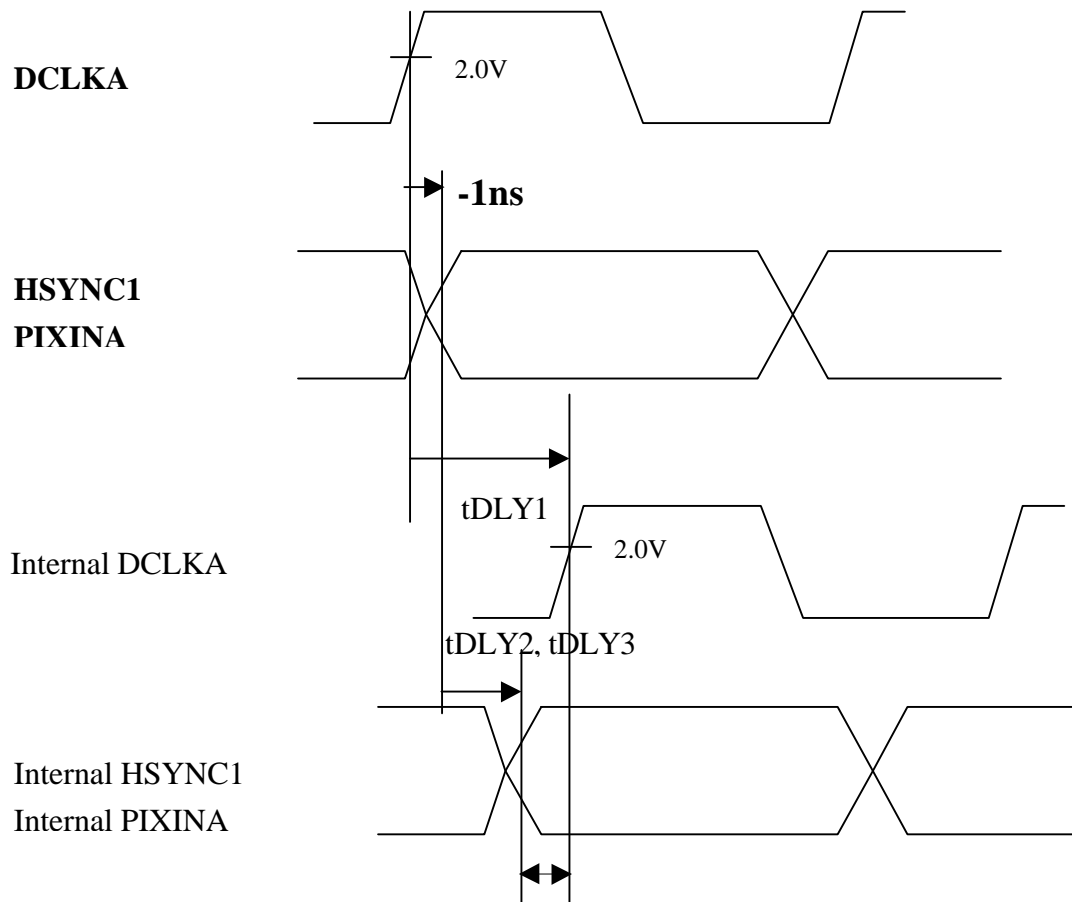 DCLKA
2.0V
-1ns
HSYNC1
PIXINA
tDLY1
Internal DCLKA
2.0V
tDLY2, tDLY3
Internal HSYNC1
Internal PIXINA